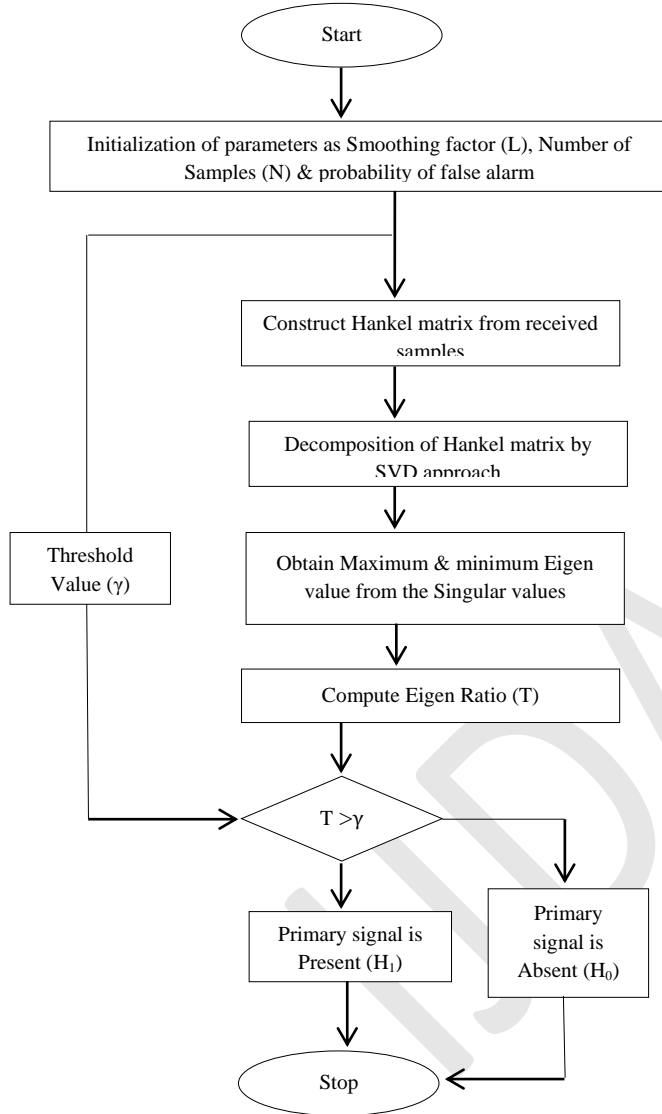 Start
Initialization of parameters as Smoothing factor (L), Number of
Samples (N) & probability of false alarm
Construct Hankel matrix from received
samples
Decomposition of Hankel matrix by
SVD approach
Threshold
Value (γ)
Obtain Maximum & minimum Eigen
value from the Singular values
Compute Eigen Ratio (T)
T >γ
Primary signal is
Present (H₁)
Primary
signal is
Absent (H₀)
Stop